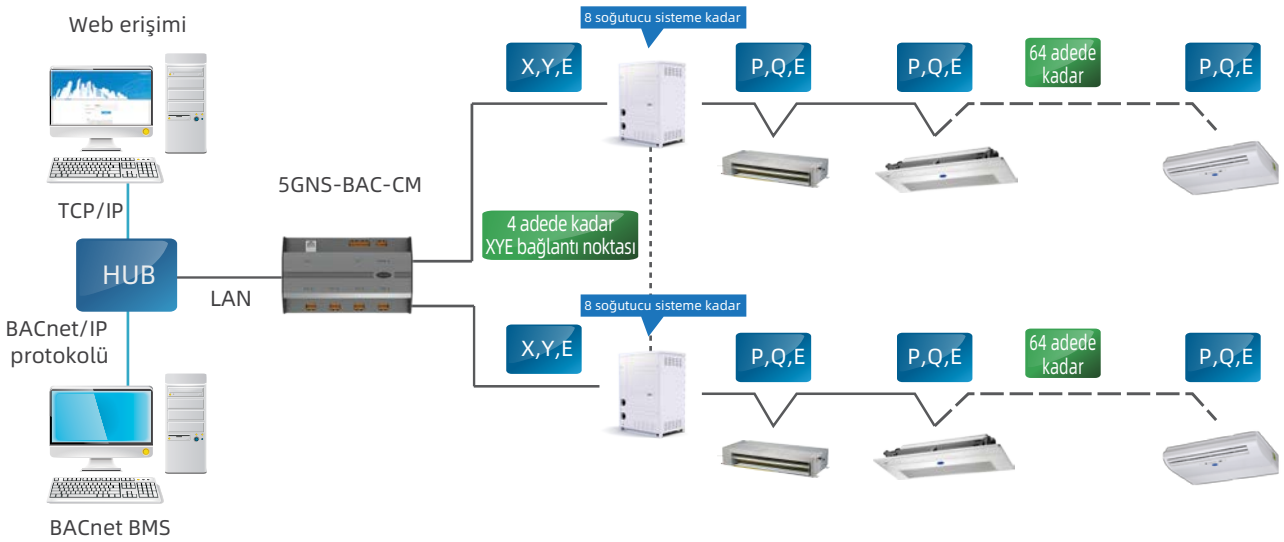 Web erişimi
TCP/IP
HUB
BACnet/IP
protokolü
BACnet BMS
LAN
5GNS-BAC-CM
4 adede kadar
XYE bağlantı noktası
8 soğutucu sisteme kadar
X,Y,E
P,Q,E
P,Q,E
64 adede
kadar
P,Q,E
8 soğutucu sisteme kadar
X,Y,E
P,Q,E
P,Q,E
64 adede
kadar
P,Q,E